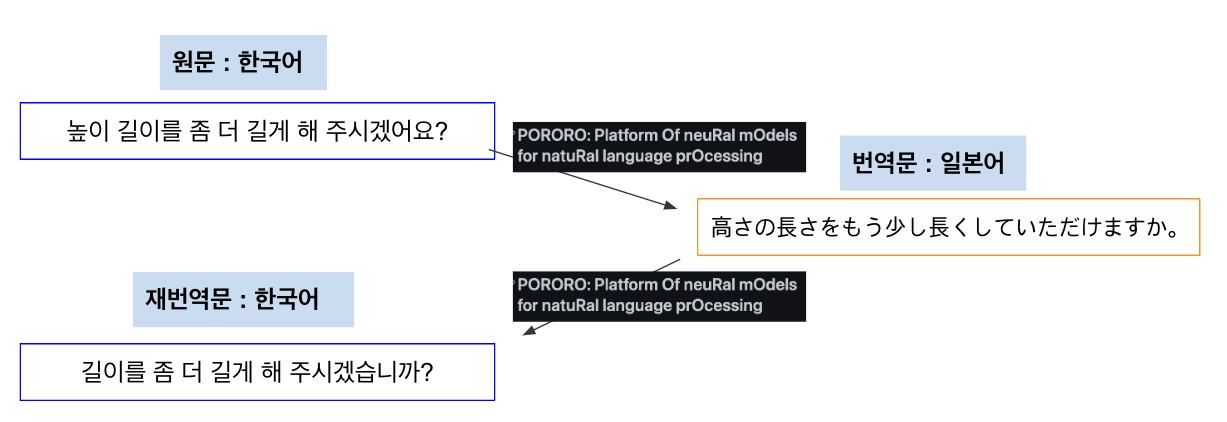 원문 : 한국어
높이 길이를 좀 더 길게 해 주시겠어요?
PORORO: Platform Of neuRal mOdels
for natuRal language prOcessing
번역문 : 일본어
高さの長さをもう少し長くしていただけますか。
PORORO: Platform Of neuRal mOdels
for natuRal language prOcessing
재번역문 : 한국어
길이를 좀 더 길게 해 주시겠습니까?